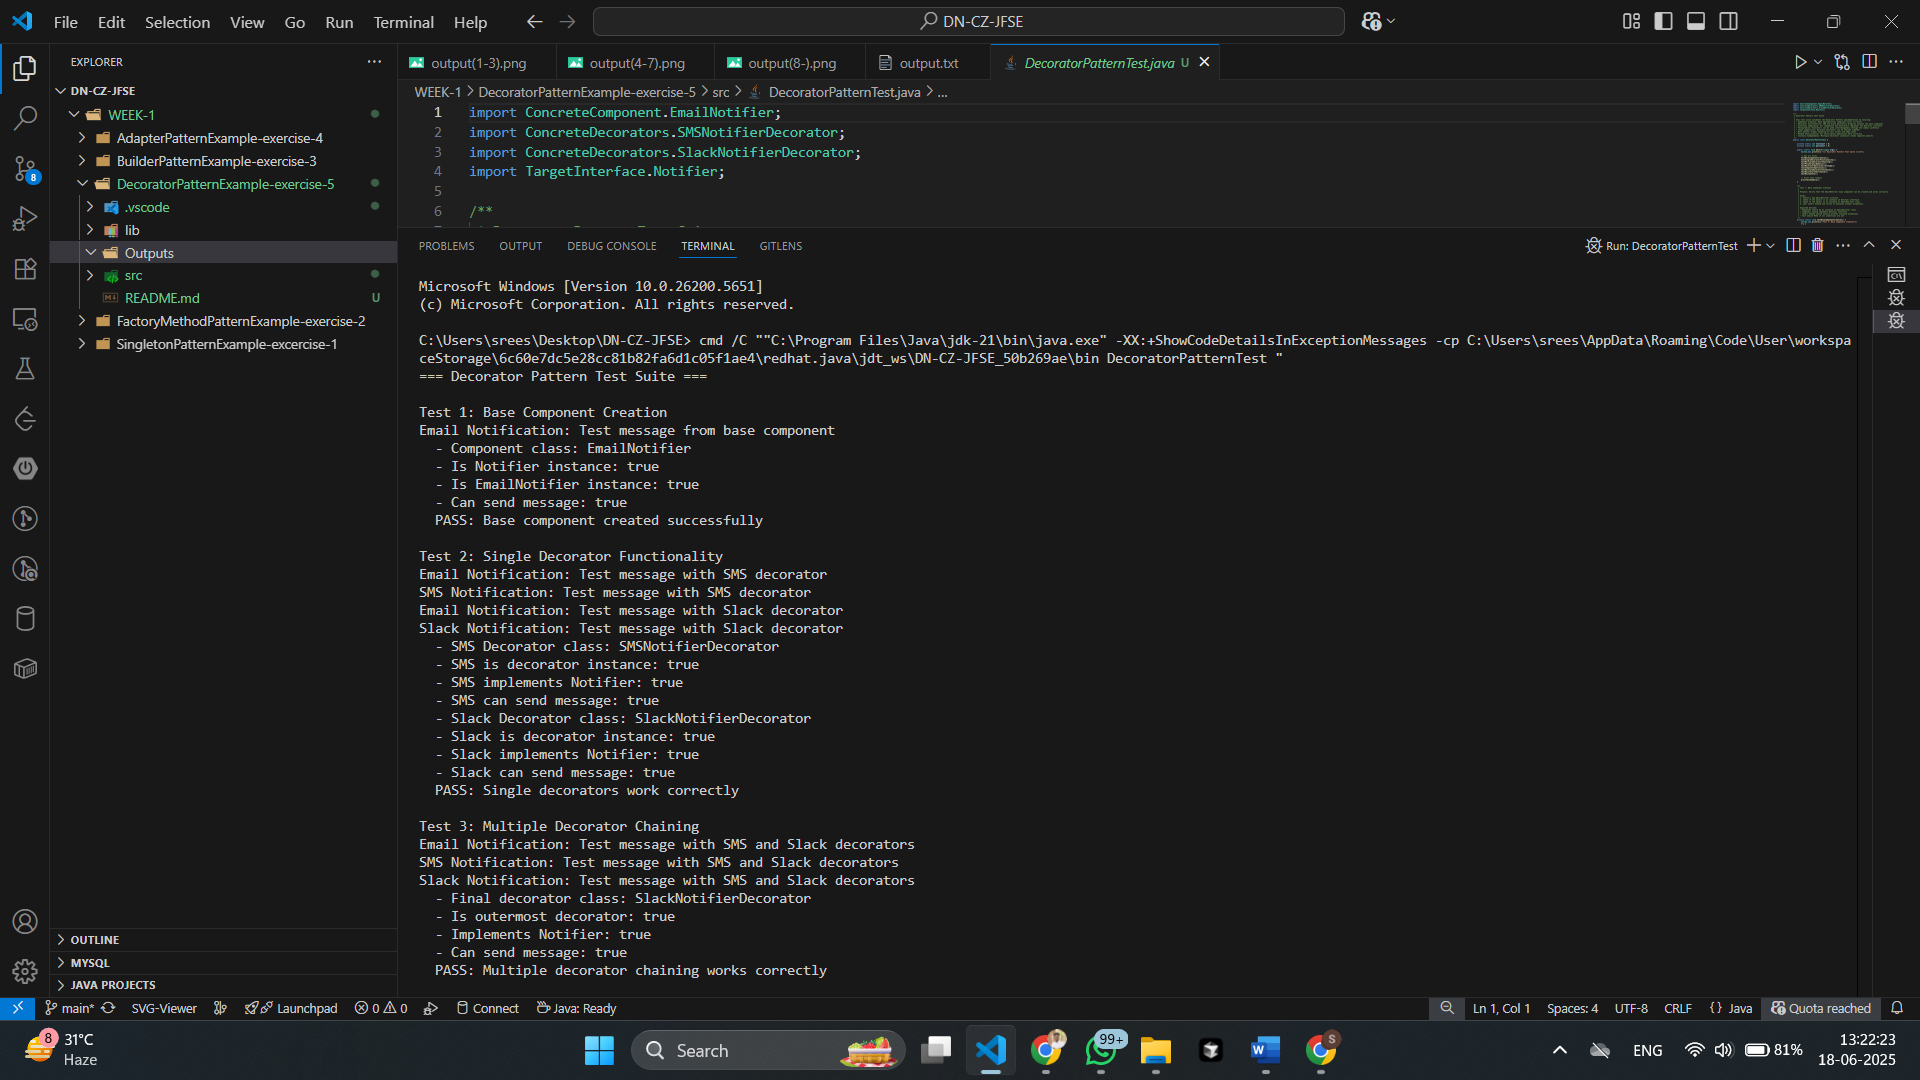 File Edit Selection View Go Run Terminal Help
DN-CZ-JFSE
EXPLORER
output(1-3).png
output(4-7).png
output(8-).png
output.txt
DecoratorPatternTest.java U
DN-CZ-JFSE
WEEK-1
AdapterPatternExample-exercise-4
BuilderPatternExample-exercise-3
DecoratorPatternExample-exercise-5
.vscode
lib
Outputs
src
README.md U
FactoryMethodPatternExample-exercise-2
SingletonPatternExample-excercise-1
8
OUTLINE
MYSQL
JAVA PROJECTS
WEEK-1 > DecoratorPatternExample-exercise-5 > src > DecoratorPatternTest.java > ...
1 import ConcreteComponent.EmailNotifier;
2 import ConcreteDecorators.SMSNotifierDecorator;
3 import ConcreteDecorators.SlackNotifierDecorator;
4 import TargetInterface.Notifier;
5
6 /**
PROBLEMS OUTPUT DEBUG CONSOLE TERMINAL GITLENS
Run: DecoratorPatternTest
Microsoft Windows [Version 10.0.26200.5651]
(c) Microsoft Corporation. All rights reserved.
C:\Users\srees\Desktop\DN-CZ-JFSE> cmd /C ""C:\Program Files\Java\jdk-21\bin\java.exe" -XX:+ShowCodeDetailsInExceptionMessages -cp C:\Users\srees\AppData\Roaming\Code\User\workspa
ceStorage\6c60e7dc5e28cc81b82fa6d1c05f1ae4\redhat.java\jdt_ws\DN-CZ-JFSE_50b269ae\bin DecoratorPatternTest "
=== Decorator Pattern Test Suite ===
Test 1: Base Component Creation
Email Notification: Test message from base component
- Component class: EmailNotifier
- Is Notifier instance: true
- Is EmailNotifier instance: true
- Can send message: true
PASS: Base component created successfully
Test 2: Single Decorator Functionality
Email Notification: Test message with SMS decorator
SMS Notification: Test message with SMS decorator
Email Notification: Test message with Slack decorator
Slack Notification: Test message with Slack decorator
- SMS Decorator class: SMSNotifierDecorator
- SMS is decorator instance: true
- SMS implements Notifier: true
- SMS can send message: true
- Slack Decorator class: SlackNotifierDecorator
- Slack is decorator instance: true
- Slack implements Notifier: true
- Slack can send message: true
PASS: Single decorators work correctly
Test 3: Multiple Decorator Chaining
Email Notification: Test message with SMS and Slack decorators
SMS Notification: Test message with SMS and Slack decorators
Slack Notification: Test message with SMS and Slack decorators
- Final decorator class: SlackNotifierDecorator
- Is outermost decorator: true
- Implements Notifier: true
- Can send message: true
PASS: Multiple decorator chaining works correctly
main* SVG-Viewer Launchpad 0 0 Connect Java: Ready
Ln 1, Col 1 Spaces: 4 UTF-8 CRLF {} Java Quota reached
8
31°C
Haze
Search
99+
S
ENG
81%
13:22:23
18-06-2025